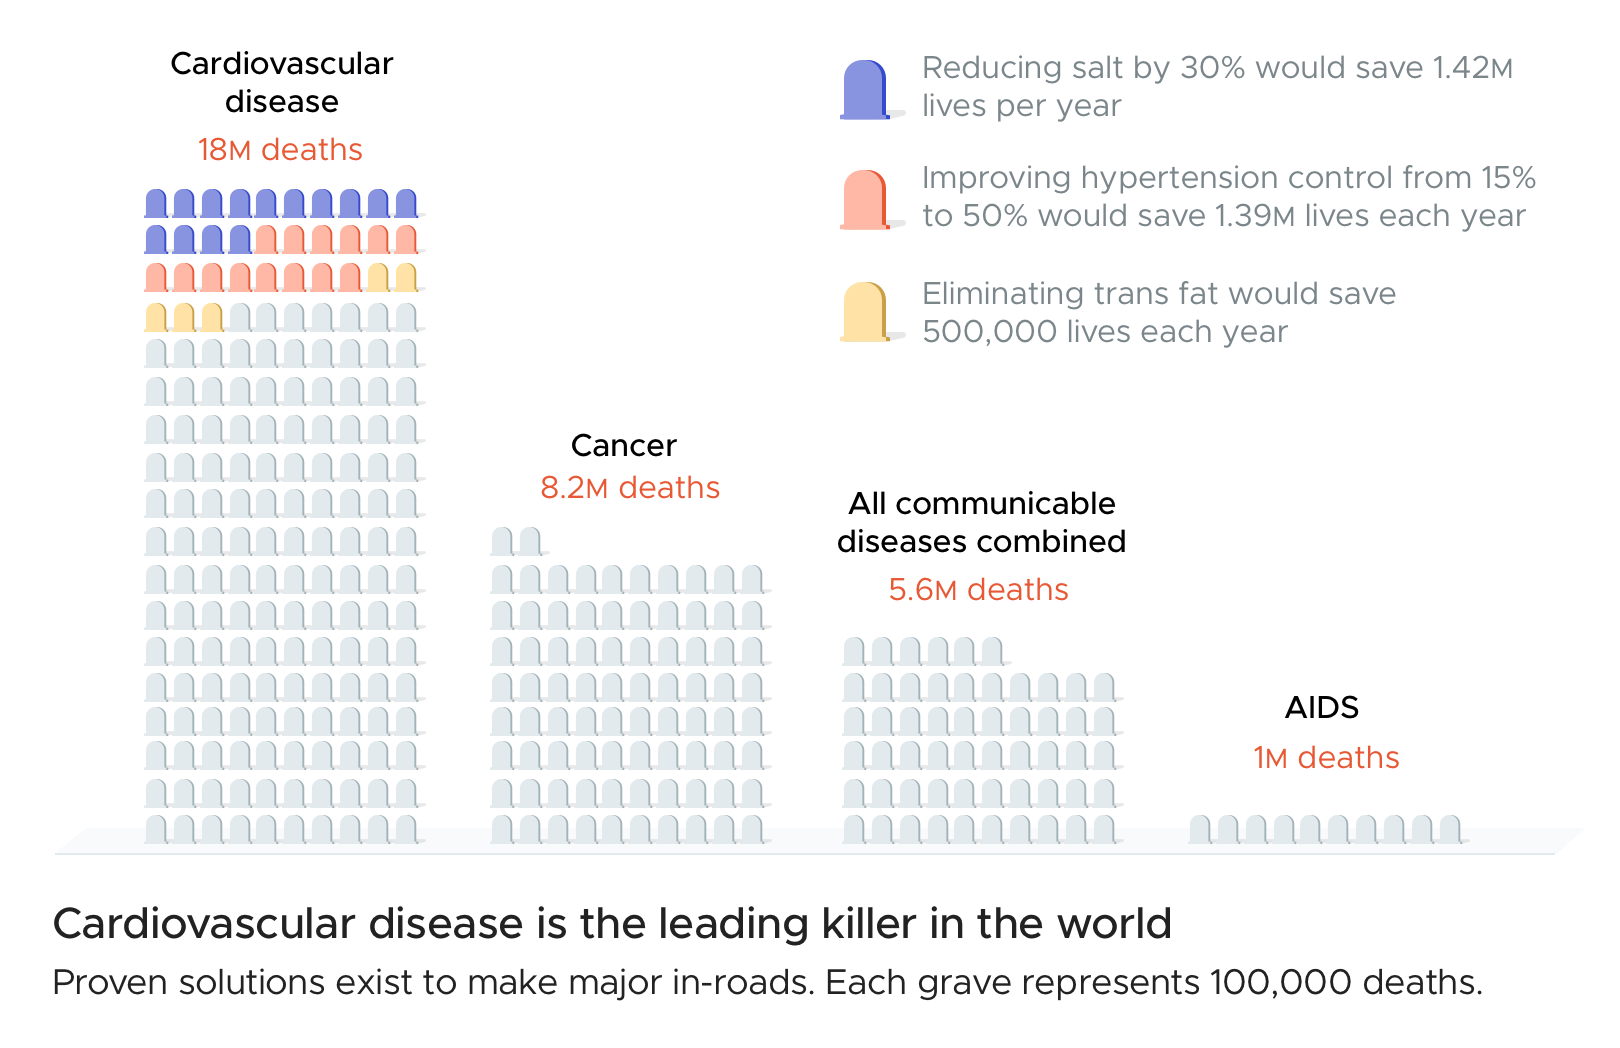 Cardiovascular
disease
18M deaths
Reducing salt by 30% would save 1.42M
lives per year
Improving hypertension control from 15%
to 50% would save 1.39M lives each year
Eliminating trans fat would save
500,000 lives each year
Cancer
8.2M deaths
All communicable
diseases combined
5.6M deaths
AIDS
1M deaths
Cardiovascular disease is the leading killer in the world
Proven solutions exist to make major in-roads. Each grave represents 100,000 deaths.